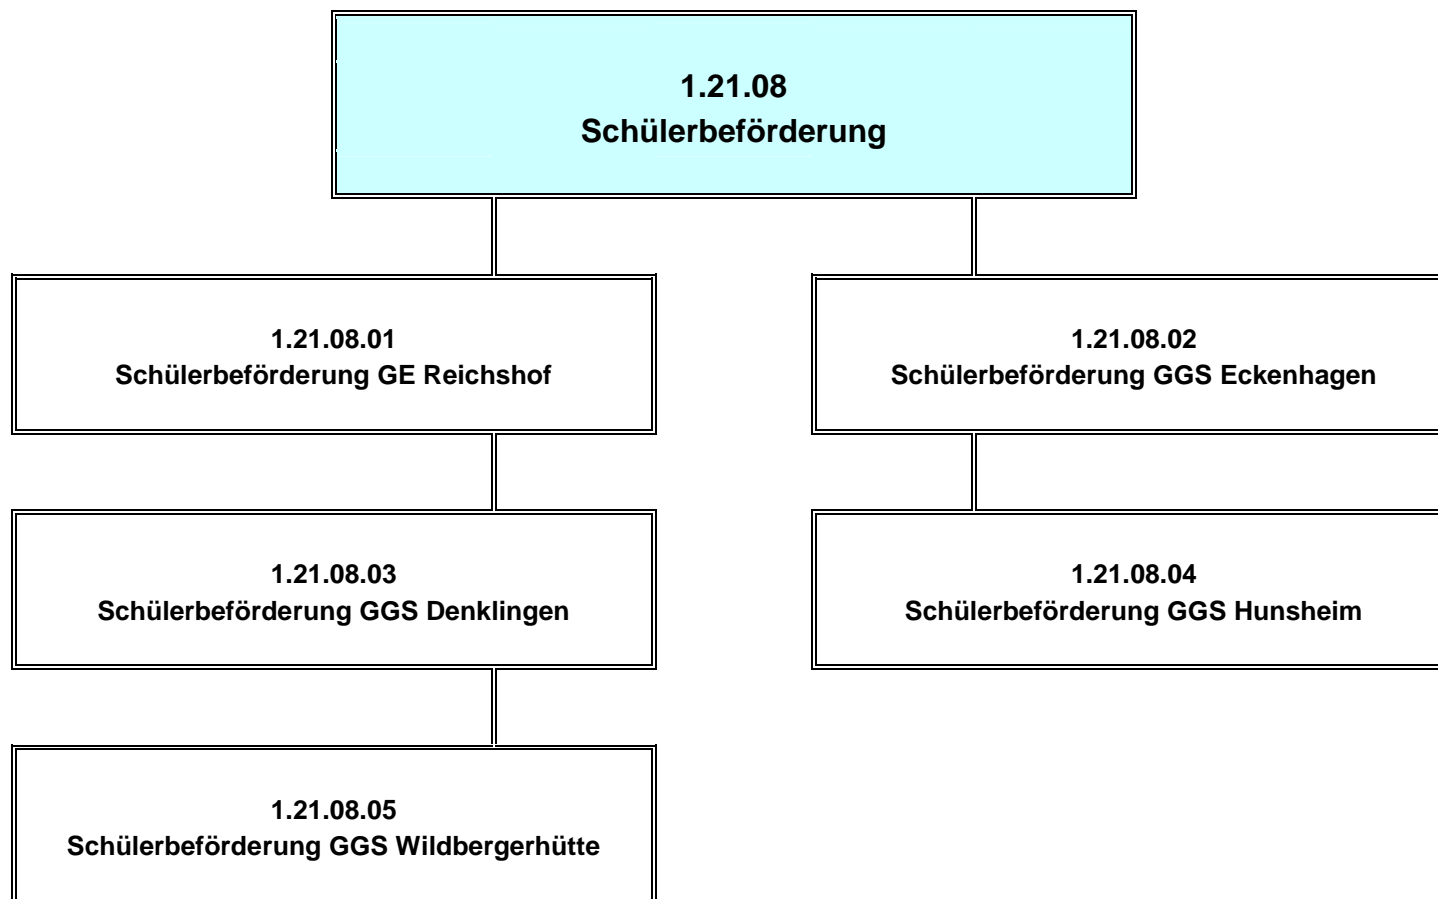 1.21.08
Schülerbeförderung
1.21.08.01
Schülerbeförderung GE Reichshof
1.21.08.02
Schülerbeförderung GGS Eckenhagen
1.21.08.03
Schülerbeförderung GGS Denklingen
1.21.08.04
Schülerbeförderung GGS Hunsheim
1.21.08.05
Schülerbeförderung GGS Wildbergerhütte